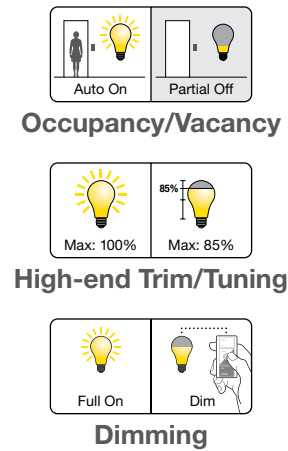 Auto On
Partial Off
Occupancy/Vacancy
85%
Max: 100%
Max: 85%
High-end Trim/Tuning
Full On
Dim
Dimming